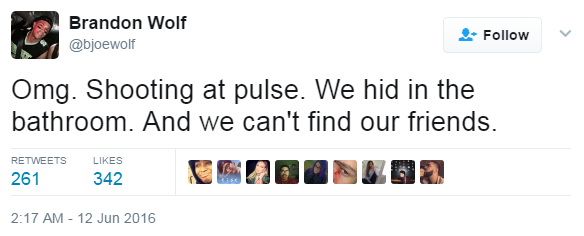 Brandon Wolf
@bjoewolf
Follow
Omg. Shooting at pulse. We hid in the
bathroom. And we can't find our friends.
RETWEETS LIKES
261 342
2:17 AM - 12 Jun 2016